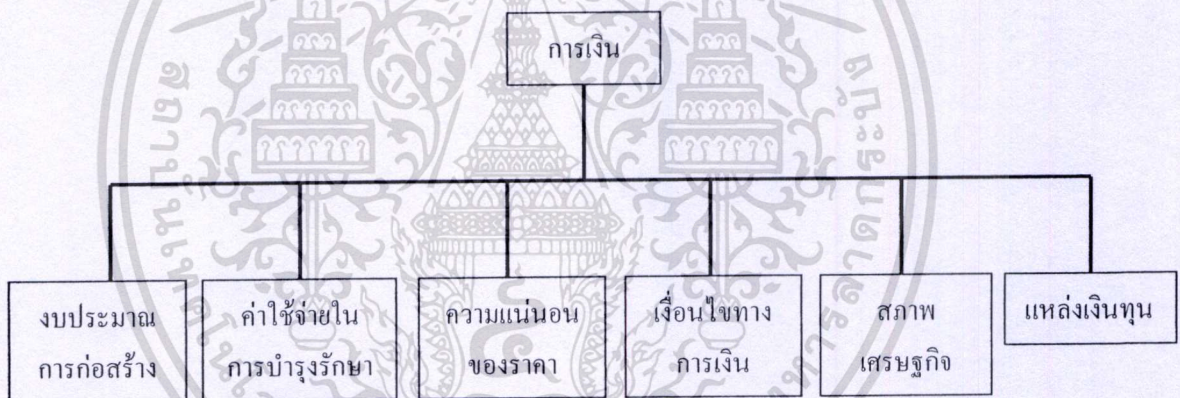 การเงิน
งบประมาณ
การก่อสร้าง
ค่าใช้จ่ายใน
การบำรุงรักษา
ความแน่นอน
ของราคา
เงื่อนไขทาง
การเงิน
สภาพ
เศรษฐกิจ
แหล่งเงินทุน